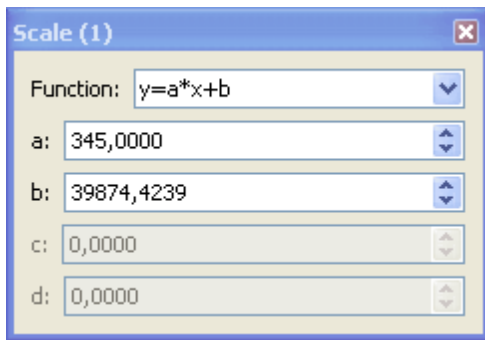 Scale (1)
Function: y=a*x+b
a: 345,0000
b: 39874,4239
c: 0,0000
d: 0,0000